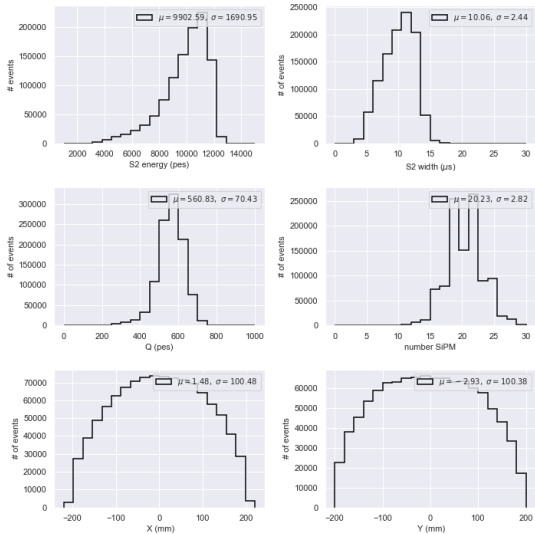 μ=9902.59, σ=1690.95
200000
150000
100000
50000
0
# of events
2000 4000 6000 8000 10000 12000 14000
S2 energy (pes)
μ=10.06, σ=2.44
250000
200000
150000
100000
50000
0
# of events
0 5 10 15 20 25 30
S2 width (μs)
μ=560.83, σ=70.43
300000
250000
200000
150000
100000
50000
0
# of events
0 200 400 600 800 1000
Q (pes)
μ=20.23, σ=2.82
250000
200000
150000
100000
50000
0
# of events
0 5 10 15 20 25 30
number SiPM
μ=1.48, σ=100.48
70000
60000
50000
40000
30000
20000
10000
0
# of events
−200 −100 0 100 200
X (mm)
μ=−2.93, σ=100.38
60000
50000
40000
30000
20000
10000
0
# of events
−200 −100 0 100 200
Y (mm)